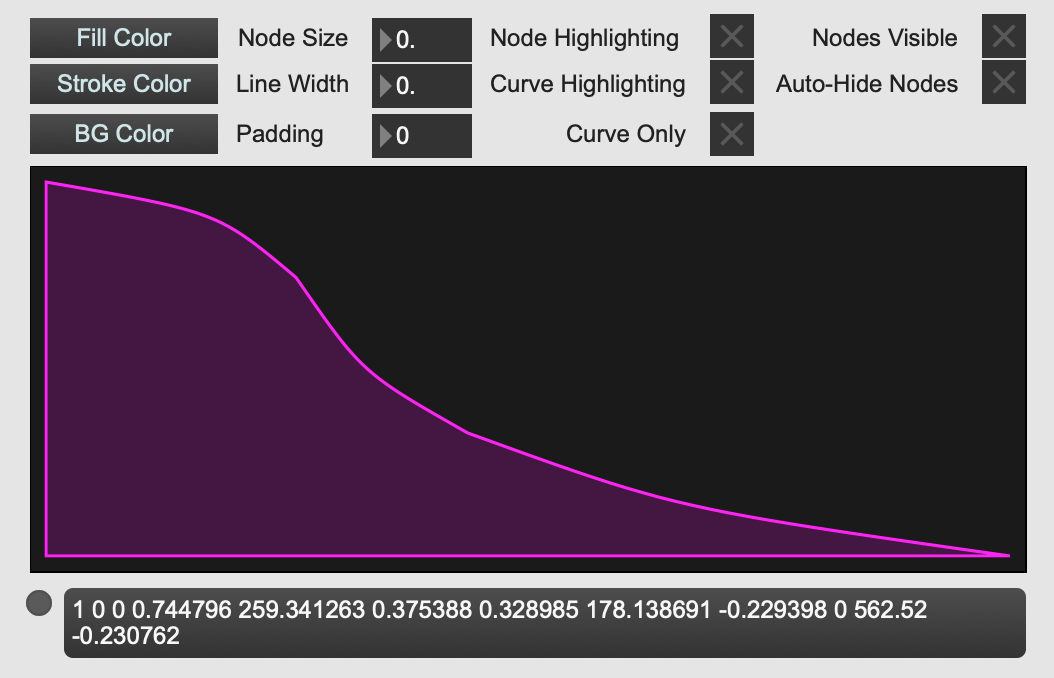 Fill Color Node Size 0. Node Highlighting Nodes Visible
Stroke Color Line Width 0. Curve Highlighting Auto-Hide Nodes
BG Color Padding 0 Curve Only
1 0 0 0.744796 259.341263 0.375388 0.328985 178.138691 -0.229398 0 562.52
-0.230762